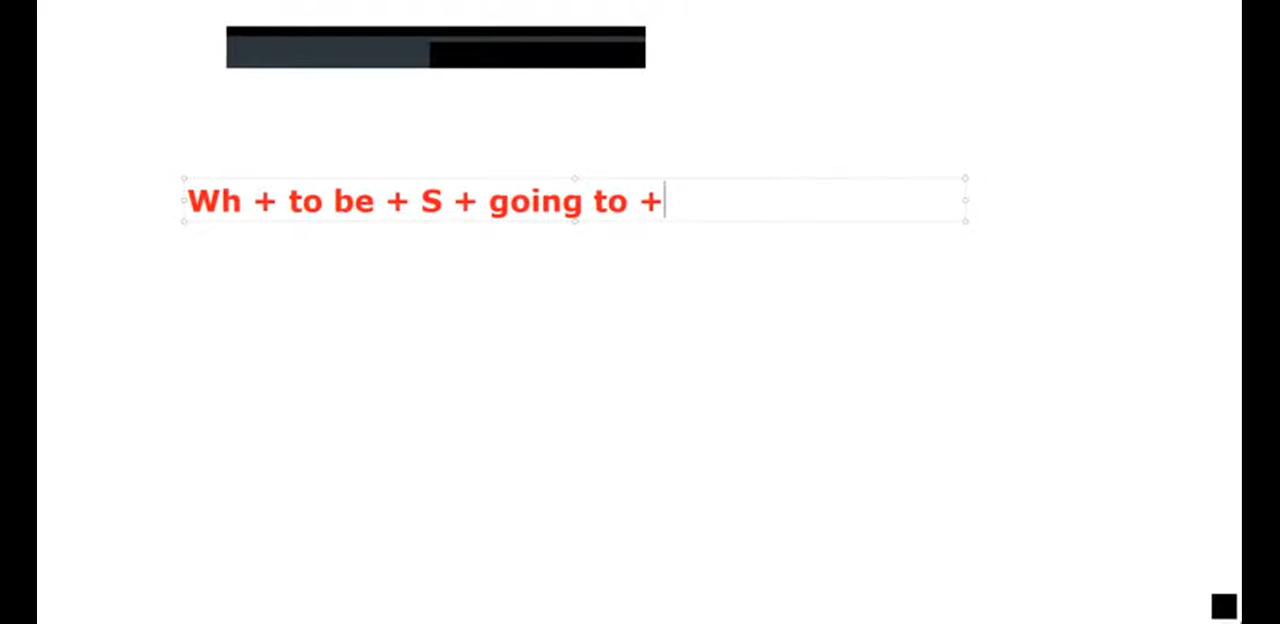 Wh + to be + S + going to +